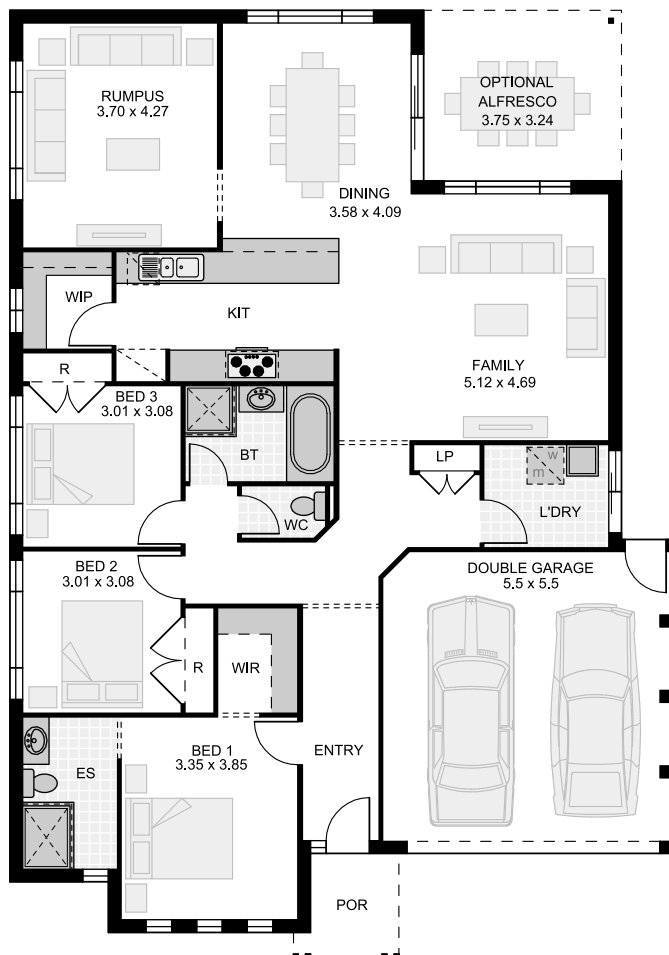 RUMPUS
3.70 x 4.27
OPTIONAL
ALFRESCO
3.75 x 3.24
DINING
3.58 x 4.09
WIP
KIT
FAMILY
5.12 x 4.69
R
BED 3
3.01 x 3.08
BT
LP
w
m
L'DRY
WC
BED 2
3.01 x 3.08
DOUBLE GARAGE
5.5 x 5.5
R
WIR
ES
BED 1
3.35 x 3.85
ENTRY
POR